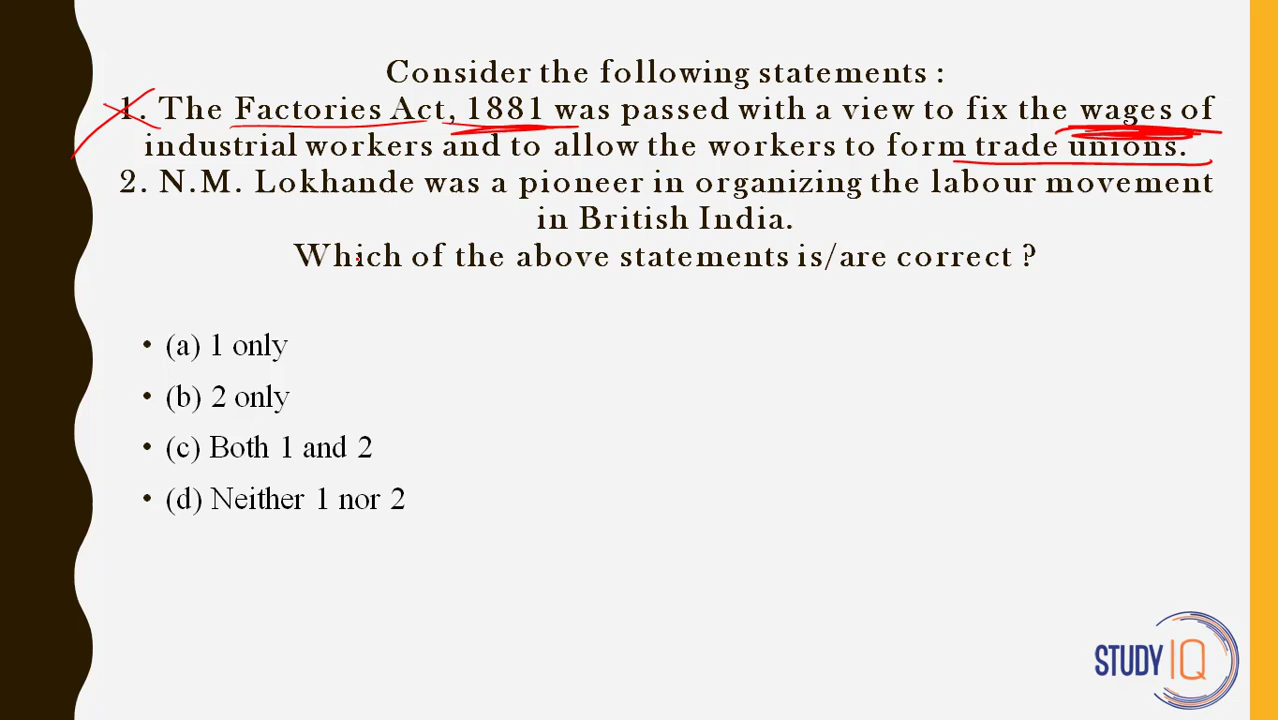 Consider the following statements :
1. The Factories Act, 1881 was passed with a view to fix the wages of
industrial workers and to allow the workers to form trade unions.
2. N.M. Lokhande was a pioneer in organizing the labour movement
in British India.
Which of the above statements is/are correct ?
• (a) 1 only
• (b) 2 only
• (c) Both 1 and 2
• (d) Neither 1 nor 2
STUDY IQ